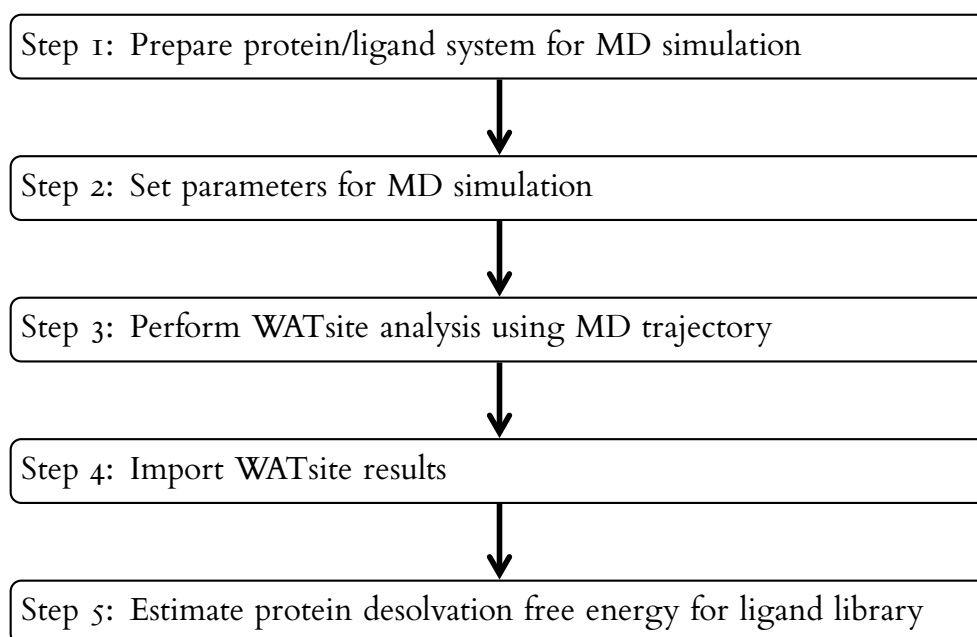 Step 1: Prepare protein/ligand system for MD simulation
Step 2: Set parameters for MD simulation
Step 3: Perform WATsite analysis using MD trajectory
Step 4: Import WATsite results
Step 5: Estimate protein desolvation free energy for ligand library